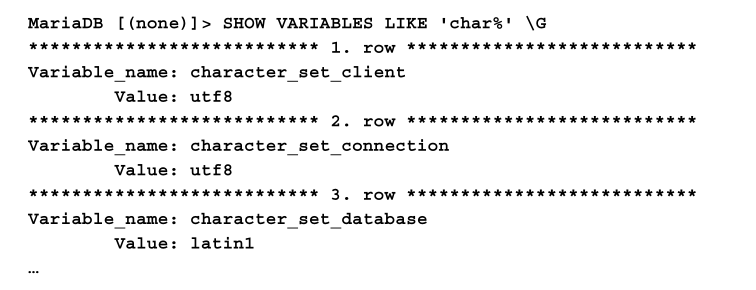 MariaDB [(none)]> SHOW VARIABLES LIKE 'char%' \G
*************************** 1. row ***************************
Variable_name: character_set_client
        Value: utf8
*************************** 2. row ***************************
Variable_name: character_set_connection
        Value: utf8
*************************** 3. row ***************************
Variable_name: character_set_database
        Value: latin1
…